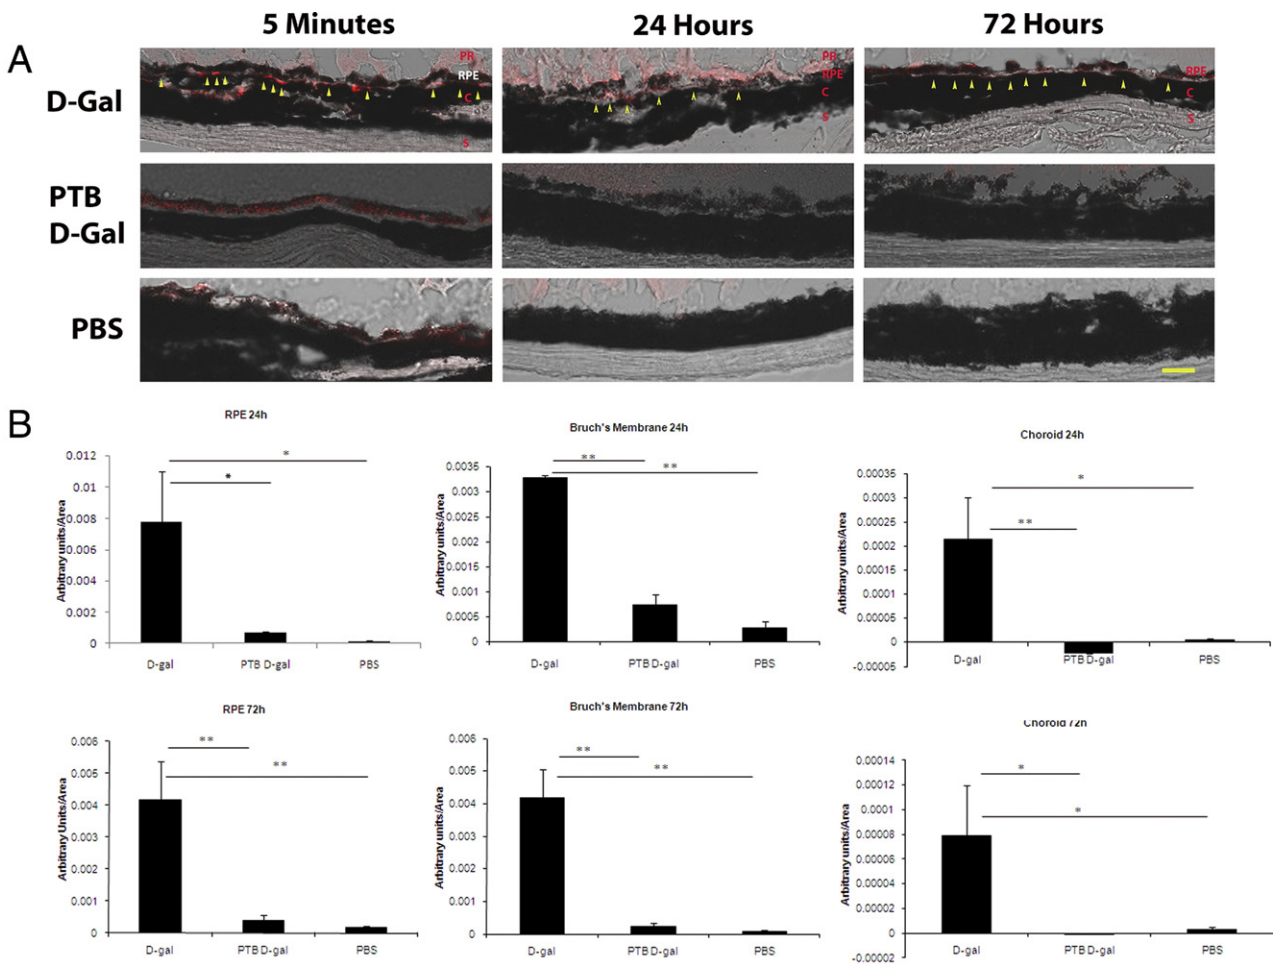 5 Minutes 24 Hours 72 Hours
A
D-Gal
PR
RPE
C
S
PR
RPE
C
S
RPE
C
S
PTB
D-Gal
PBS
B
RPE 24h
Arbitrary units/Area
0.012
0.01
0.008
0.006
0.004
0.002
0
*
*
D-gal PTB D-gal PBS
Bruch's Membrane 24h
Arbitrary units/Area
0.0035
0.003
0.0025
0.002
0.0015
0.001
0.0005
0
**
**
D-gal PTB D-gal PBS
Choroid 24h
Arbitrary units/Area
0.00035
0.0003
0.00025
0.0002
0.00015
0.0001
0.00005
0
-0.00005
*
**
D-gal PTB D-gal PBS
RPE 72h
Arbitrary Units/Area
0.006
0.005
0.004
0.003
0.002
0.001
0
**
**
D-gal PTB D-gal PBS
Bruch's Membrane 72h
Arbitrary units/Area
0.006
0.005
0.004
0.003
0.002
0.001
0
**
**
D-gal PTB D-gal PBS
Choroid 72h
Arbitrary units/Area
0.00014
0.00012
0.0001
0.00008
0.00006
0.00004
0.00002
0
-0.00002
*
*
D-gal PTB D-gal PBS